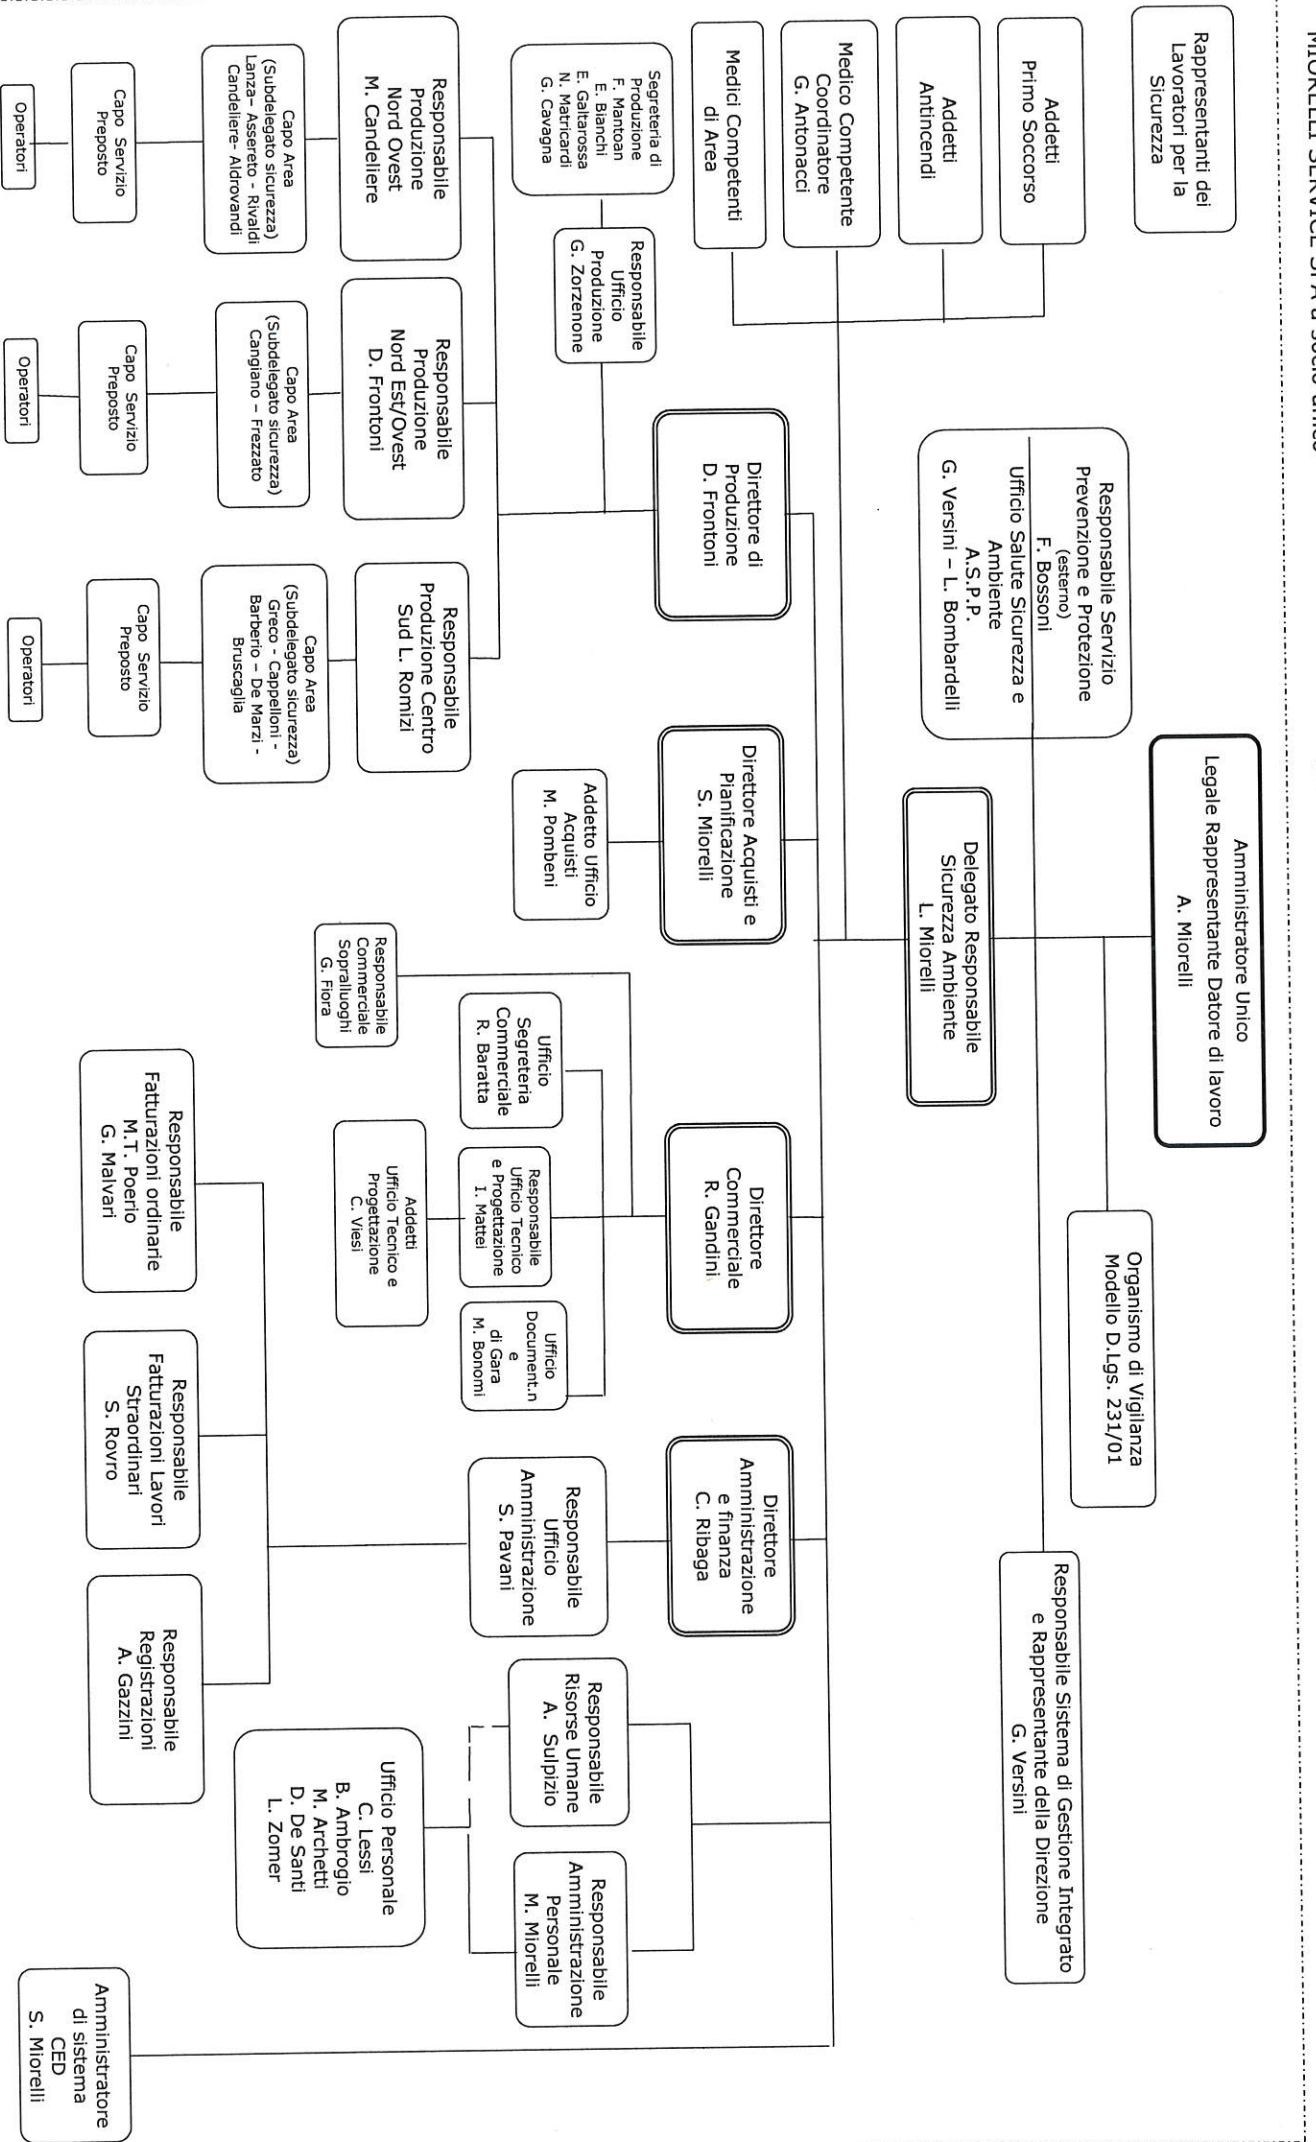 MIORELLI SERVICE SPA a socio unico
Amministratore Unico
Legale Rappresentante Datore di lavoro
A. Miorelli
Organismo di Vigilanza
Modello D.Lgs. 231/01
Rappresentanti dei
Lavoratori per la
Sicurezza
Responsabile Servizio
Prevenzione e Protezione
(esterno)
F. Bossoni
Ufficio Salute Sicurezza e
Ambiente
A.S.P.P.
G. Versini – L. Bombardelli
Responsabile Sistema di Gestione Integrato
e Rappresentante della Direzione
G. Versini
Addetti
Primo Soccorso
Addetti
Antincendi
Medico Competente
Coordinatore
G. Antonacci
Medici Competenti
di Area
Delegato Responsabile
Sicurezza Ambiente
L. Miorelli
Direttore di
Produzione
D. Frontoni
Direttore Acquisti e
Pianificazione
S. Miorelli
Direttore
Commerciale
R. Gandini
Direttore
Amministrazione
e finanza
C. Ribaga
Segreteria di
Produzione
F. Mantoan
E. Bianchi
E. Galtarossa
N. Matricardi
G. Cavagna
Responsabile
Ufficio
Produzione
G. Zorzenone
Addetto Ufficio
Acquisti
M. Pombeni
Ufficio
Segreteria
Commerciale
R. Baratta
Responsabile
Ufficio Tecnico
e Progettazione
I. Mattei
Ufficio
Document.n
e
di Gara
M. Bonomi
Responsabile
Ufficio
Amministrazione
S. Pavani
Responsabile
Risorse Umane
A. Sulpizio
Responsabile
Amministrazione
Personale
M. Miorelli
Responsabile
Produzione
Nord Ovest
M. Candeliere
Responsabile
Produzione
Nord Est/Ovest
D. Frontoni
Responsabile
Produzione Centro
Sud L. Romizi
Responsabile
Commerciale
Sopralluoghi
G. Fiora
Addetti
Ufficio Tecnico e
Progettazione
C. Viesi
Ufficio Personale
C. Lessi
B. Ambrogio
M. Archetti
D. De Santi
L. Zomer
Capo Area
(Subdelegato sicurezza)
Lanza– Assereto - Rivaldi
Candeliere- Aldrovandi
Capo Area
(Subdelegato sicurezza)
Cangiano – Frezzato
Capo Area
(Subdelegato sicurezza)
Greco - Cappelloni -
Barberio – De Marzi -
Bruscaglia
Responsabile
Fatturazioni ordinarie
M.T. Poerio
G. Malvari
Responsabile
Fatturazioni Lavori
Straordinari
S. Rovro
Responsabile
Registrazioni
A. Gazzini
Capo Servizio
Preposto
Capo Servizio
Preposto
Capo Servizio
Preposto
Amministratore
di sistema
CED
S. Miorelli
Operatori
Operatori
Operatori